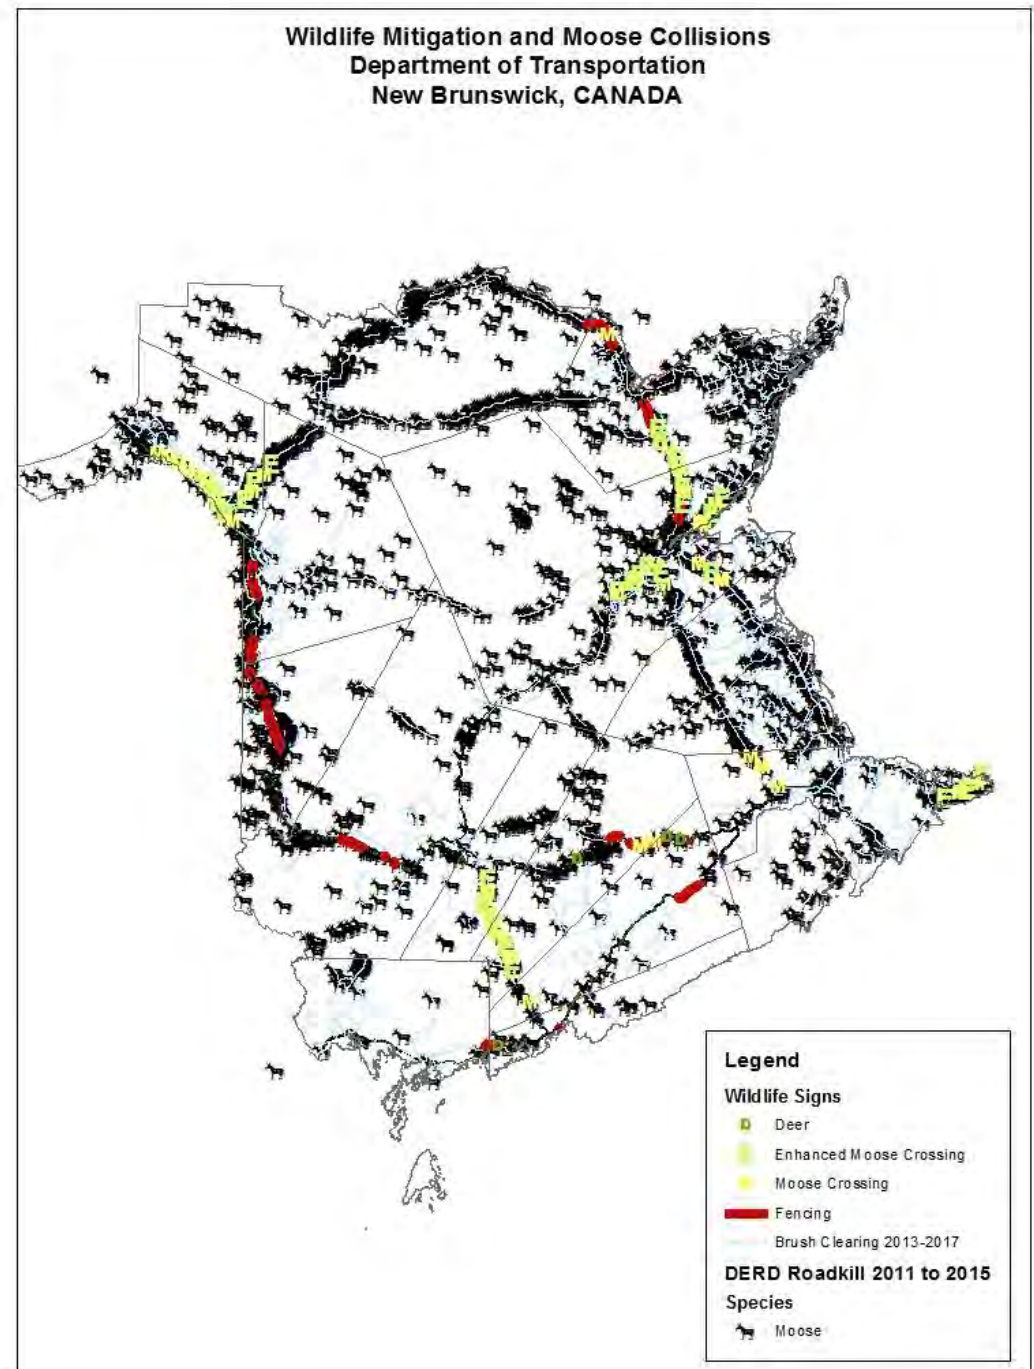 Wildlife Mitigation and Moose Collisions
Department of Transportation
New Brunswick, CANADA
Legend
Wildlife Signs
D Deer
Enhanced Moose Crossing
Moose Crossing
Fencing
Brush Clearing 2013-2017
DERD Roadkill 2011 to 2015
Species
Moose